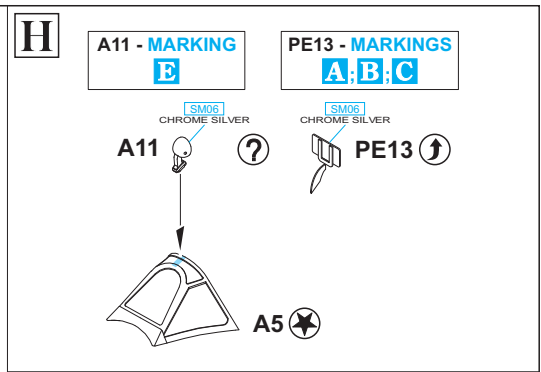 H
A11 - MARKING
E
PE13 - MARKINGS
A;B;C
SM06
CHROME SILVER
SM06
CHROME SILVER
A11
?
PE13
A5